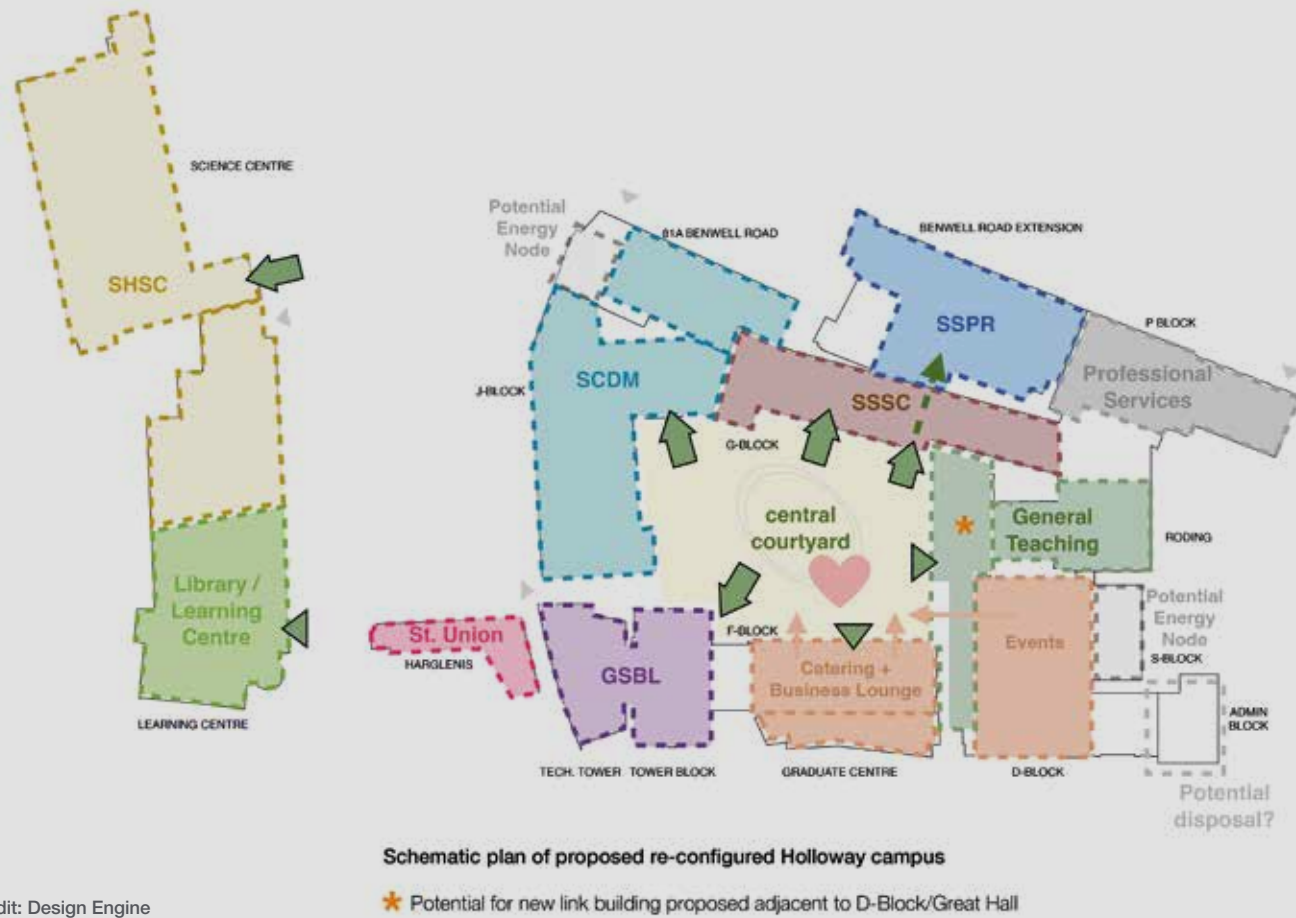 SCIENCE CENTRE
SHSC
Library /
Learning
Centre
LEARNING CENTRE
Potential
Energy
Node
61A BENWELL ROAD
BENWELL ROAD EXTENSION
P BLOCK
SSPR
Professional
Services
J-BLOCK
SCDM
SSSC
G-BLOCK
central
courtyard
General
Teaching
RODING
Potential
Energy
Node
S-BLOCK
St. Union
HARGLENIS
GSBL
F-BLOCK
Catering +
Business Lounge
Events
ADMIN
BLOCK
TECH. TOWER
TOWER BLOCK
GRADUATE CENTRE
D-BLOCK
Potential
disposal?
Schematic plan of proposed re-configured Holloway campus
* Potential for new link building proposed adjacent to D-Block/Great Hall
dit: Design Engine